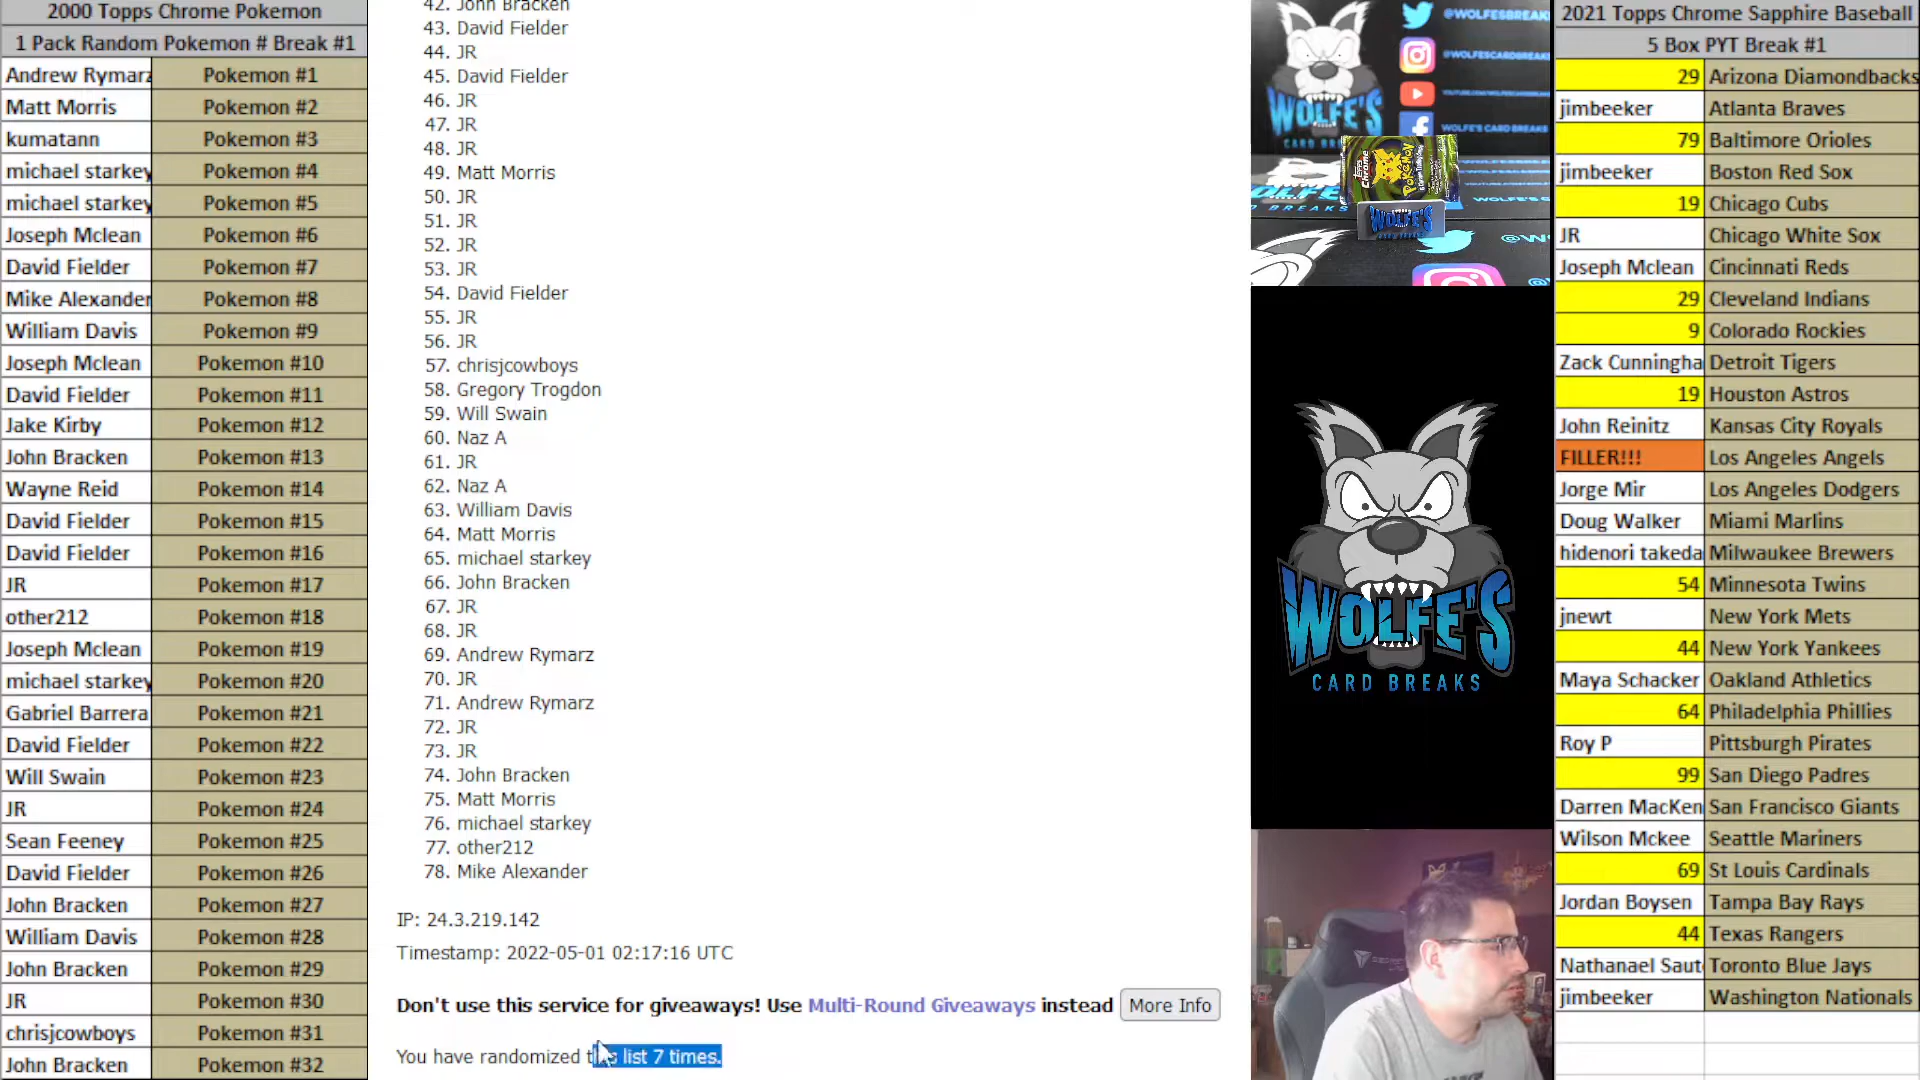 2000 Topps Chrome Pokemon
1 Pack Random Pokemon # Break #1
Andrew Rymarz Pokemon #1
Matt Morris Pokemon #2
kumatann Pokemon #3
michael starkey Pokemon #4
michael starkey Pokemon #5
Joseph Mclean Pokemon #6
David Fielder Pokemon #7
Mike Alexander Pokemon #8
William Davis Pokemon #9
Joseph Mclean Pokemon #10
David Fielder Pokemon #11
Jake Kirby Pokemon #12
John Bracken Pokemon #13
Wayne Reid Pokemon #14
David Fielder Pokemon #15
David Fielder Pokemon #16
JR Pokemon #17
other212 Pokemon #18
Joseph Mclean Pokemon #19
michael starkey Pokemon #20
Gabriel Barrera Pokemon #21
David Fielder Pokemon #22
Will Swain Pokemon #23
JR Pokemon #24
Sean Feeney Pokemon #25
David Fielder Pokemon #26
John Bracken Pokemon #27
William Davis Pokemon #28
John Bracken Pokemon #29
JR Pokemon #30
chrisjcowboys Pokemon #31
John Bracken Pokemon #32
42. John Bracken
43. David Fielder
44. JR
45. David Fielder
46. JR
47. JR
48. JR
49. Matt Morris
50. JR
51. JR
52. JR
53. JR
54. David Fielder
55. JR
56. JR
57. chrisjcowboys
58. Gregory Trogdon
59. Will Swain
60. Naz A
61. JR
62. Naz A
63. William Davis
64. Matt Morris
65. michael starkey
66. John Bracken
67. JR
68. JR
69. Andrew Rymarz
70. JR
71. Andrew Rymarz
72. JR
73. JR
74. John Bracken
75. Matt Morris
76. michael starkey
77. other212
78. Mike Alexander
IP: 24.3.219.142
Timestamp: 2022-05-01 02:17:16 UTC
Don't use this service for giveaways! Use Multi-Round Giveaways instead More Info
You have randomized this list 7 times.
@WOLFESBREAK
@WOLFESCARDBREAKS
WOLFE'S CARD BREAKS
WOLFE'S
CARD BR
Topps Chrome
POKéMON
WOLFE'S
WOLFE'S
CARD BREAKS
2021 Topps Chrome Sapphire Baseball
5 Box PYT Break #1
29 Arizona Diamondbacks
jimbeeker Atlanta Braves
79 Baltimore Orioles
jimbeeker Boston Red Sox
19 Chicago Cubs
JR Chicago White Sox
Joseph Mclean Cincinnati Reds
29 Cleveland Indians
9 Colorado Rockies
Zack Cunningha Detroit Tigers
19 Houston Astros
John Reinitz Kansas City Royals
FILLER!!! Los Angeles Angels
Jorge Mir Los Angeles Dodgers
Doug Walker Miami Marlins
hidenori takeda Milwaukee Brewers
54 Minnesota Twins
jnewt New York Mets
44 New York Yankees
Maya Schacker Oakland Athletics
64 Philadelphia Phillies
Roy P Pittsburgh Pirates
99 San Diego Padres
Darren MacKen San Francisco Giants
Wilson Mckee Seattle Mariners
69 St Louis Cardinals
Jordan Boysen Tampa Bay Rays
44 Texas Rangers
Nathanael Saut Toronto Blue Jays
jimbeeker Washington Nationals